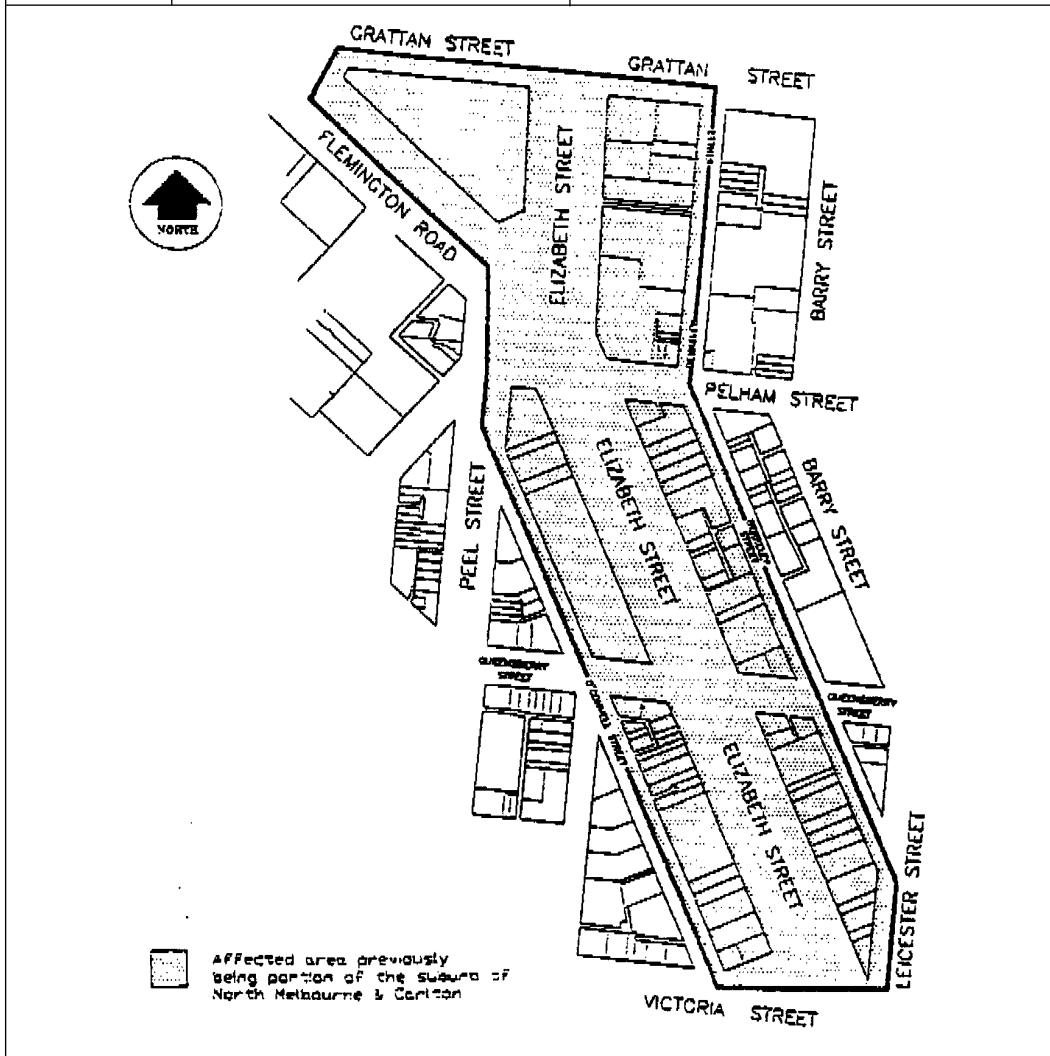 GRATTAN STREET
GRATTAN STREET
FLEMINGTON ROAD
ELIZABETH STREET
BARRY STREET
NORTH
PELHAM STREET
PEEL STREET
ELIZABETH STREET
BARRY STREET
QUEENSBERRY
STREET
QUEENSBERRY
STREET
O'CONNELL STREET
ELIZABETH STREET
LEICESTER STREET
Affected area previously
being portion of the suburb of
North Melbourne & Carlton
VICTORIA STREET